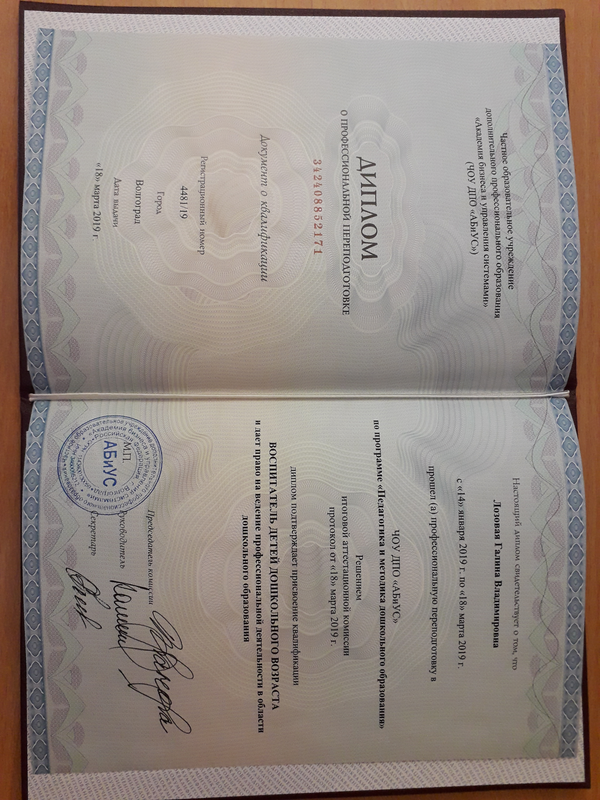 Частное образовательное учреждение
дополнительного профессионального образования
«Академия бизнеса и управления системами»
(ЧОУ ДПО «АБиУС»)
ДИПЛОМ
О ПРОФЕССИОНАЛЬНОЙ ПЕРЕПОДГОТОВКЕ
342408852171
Документ о квалификации
Регистрационный номер
4481/19
Город
Волгоград
Дата выдачи
«18» марта 2019 г
Настоящий диплом свидетельствует о том, что
Лозовая Галина Владимировна
с «14» января 2019 г. по «18» марта 2019 г.
прошел (а) профессиональную переподготовку в
ЧОУ ДПО «АБиУС»
по программе «Педагогика и методика дошкольного образования»
Решением
итоговой аттестационной комиссии
протокол от «18» марта 2019 г.
диплом подтверждает присвоение квалификации
ВОСПИТАТЕЛЬ ДЕТЕЙ ДОШКОЛЬНОГО ВОЗРАСТА
и дает право на ведение профессиональной деятельности в области
дошкольного образования
Председатель комиссии
М.П.
Руководитель
Секретарь
АБиУС